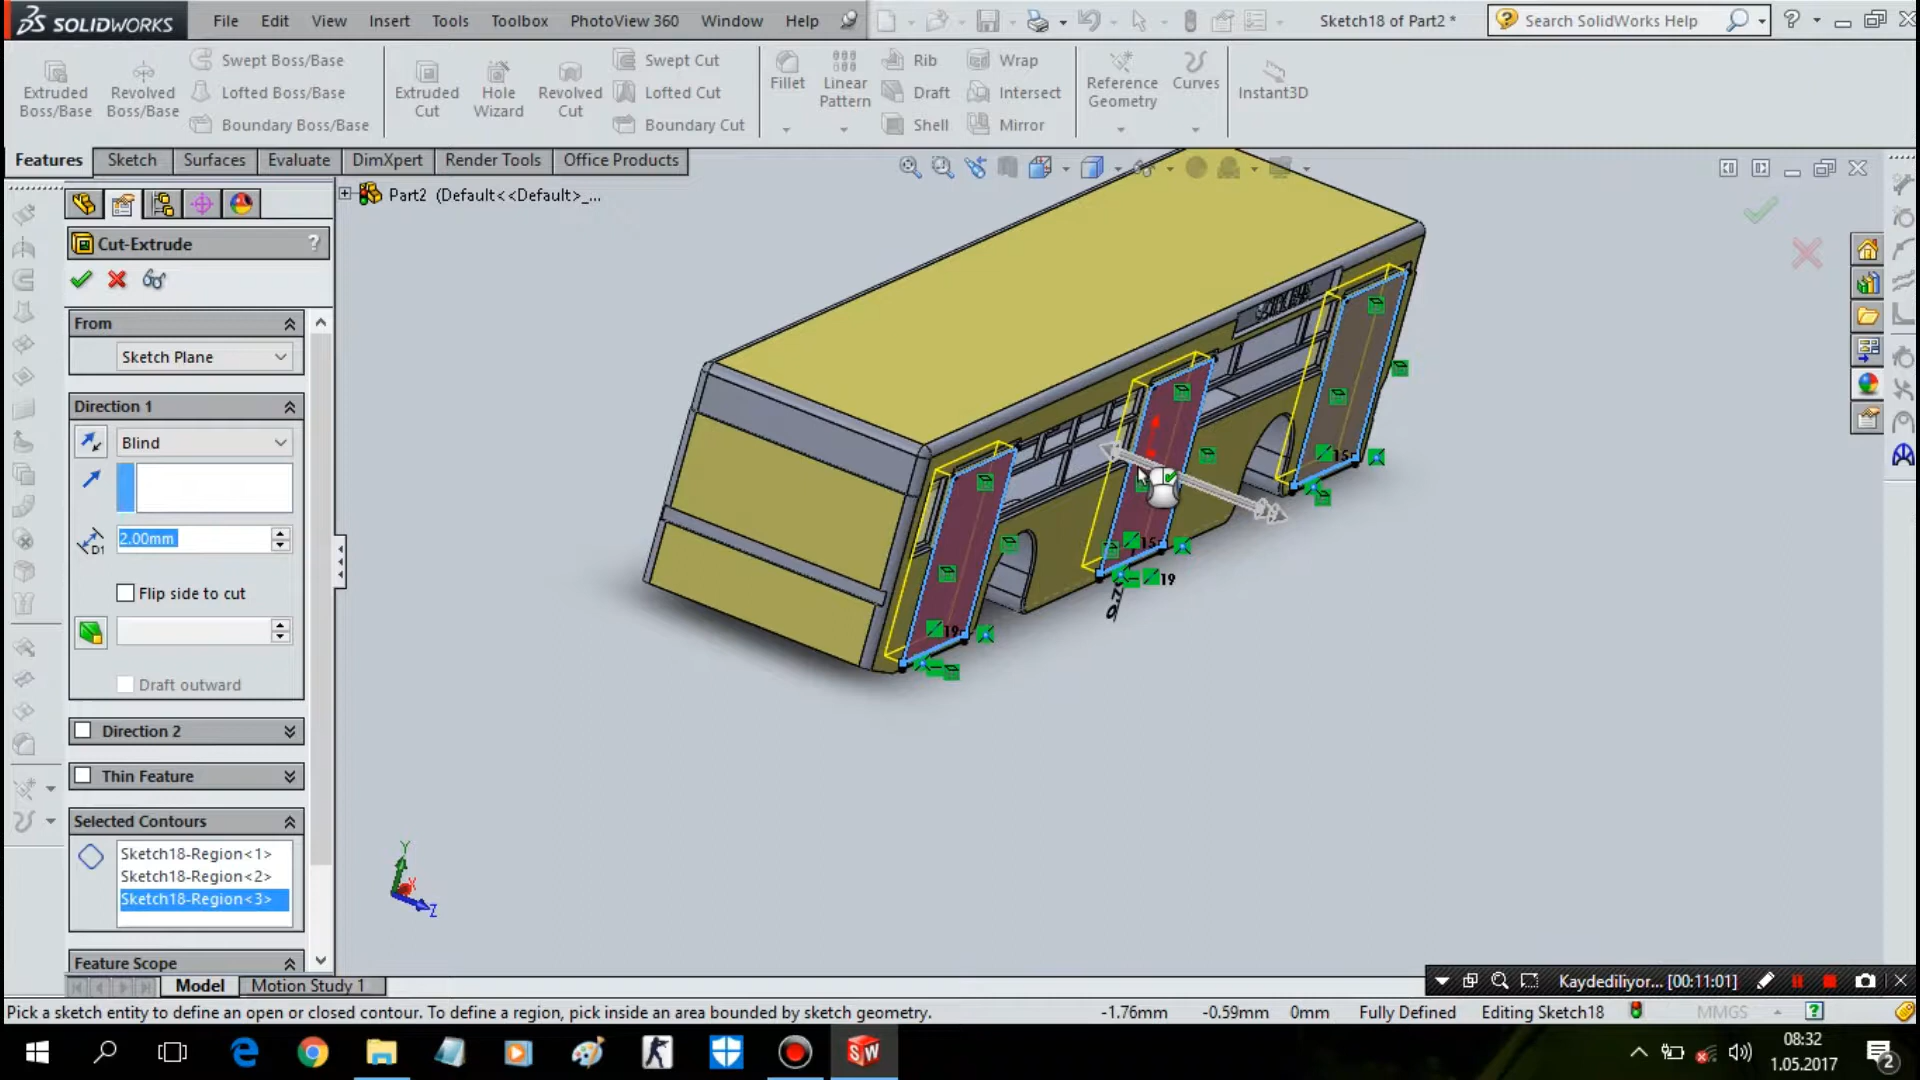 SOLIDWORKS File Edit View Insert Tools Toolbox PhotoView 360 Window Help Sketch18 of Part2 * Search SolidWorks Help
Extruded Boss/Base
Revolved Boss/Base
Swept Boss/Base
Lofted Boss/Base
Boundary Boss/Base
Extruded Cut
Hole Wizard
Revolved Cut
Swept Cut
Lofted Cut
Boundary Cut
Fillet
Linear Pattern
Rib
Draft
Shell
Wrap
Intersect
Mirror
Reference Geometry
Curves
Instant3D
Features Sketch Surfaces Evaluate DimXpert Render Tools Office Products
Part2 (Default<<Default>_...
Cut-Extrude ?
From
Sketch Plane
Direction 1
Blind
D1
2.00mm
Flip side to cut
Draft outward
Direction 2
Thin Feature
Selected Contours
Sketch18-Region<1>
Sketch18-Region<2>
Sketch18-Region<3>
Feature Scope
15
15
19
19
Y
X
Z
Model Motion Study 1
Kaydediliyor... [00:11:01]
Pick a sketch entity to define an open or closed contour. To define a region, pick inside an area bounded by sketch geometry. -1.76mm -0.59mm 0mm Fully Defined Editing Sketch18 MMGS
08:32
1.05.2017
2